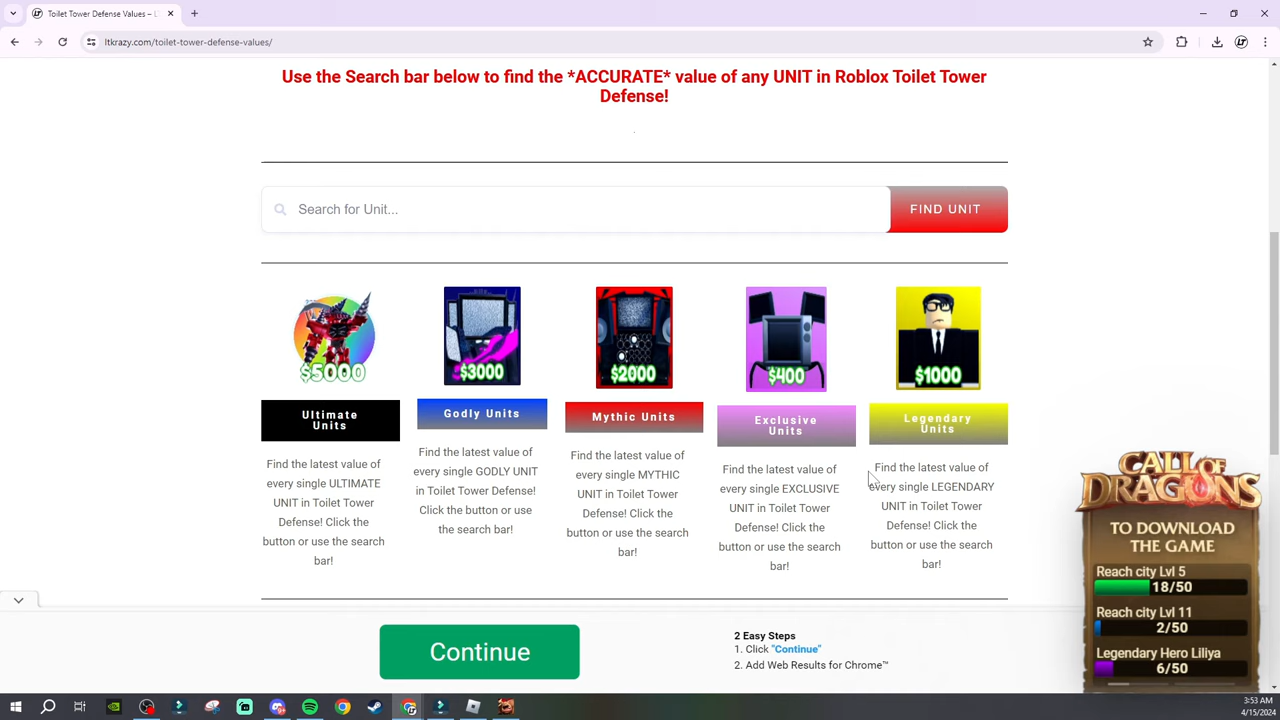 Toilet Tower Defense Values – L
ltkrazy.com/toilet-tower-defense-values/
Use the Search bar below to find the *ACCURATE* value of any UNIT in Roblox Toilet Tower
Defense!
Search for Unit...
FIND UNIT
$5000
$3000
$2000
$400
$1000
Ultimate
Units
Godly Units
Mythic Units
Exclusive
Units
Legendary
Units
Find the latest value of
every single ULTIMATE
UNIT in Toilet Tower
Defense! Click the
button or use the search
bar!
Find the latest value of
every single GODLY UNIT
in Toilet Tower Defense!
Click the button or use
the search bar!
Find the latest value of
every single MYTHIC
UNIT in Toilet Tower
Defense! Click the
button or use the search
bar!
Find the latest value of
every single EXCLUSIVE
UNIT in Toilet Tower
Defense! Click the
button or use the search
bar!
Find the latest value of
every single LEGENDARY
UNIT in Toilet Tower
Defense! Click the
button or use the search
bar!
CALL OF
DRAGONS
TO DOWNLOAD
THE GAME
Reach city Lvl 5
18/50
Reach city Lvl 11
2/50
Legendary Hero Liliya
6/50
Continue
2 Easy Steps
1. Click "Continue"
2. Add Web Results for Chrome™
3:53 AM
4/15/2024